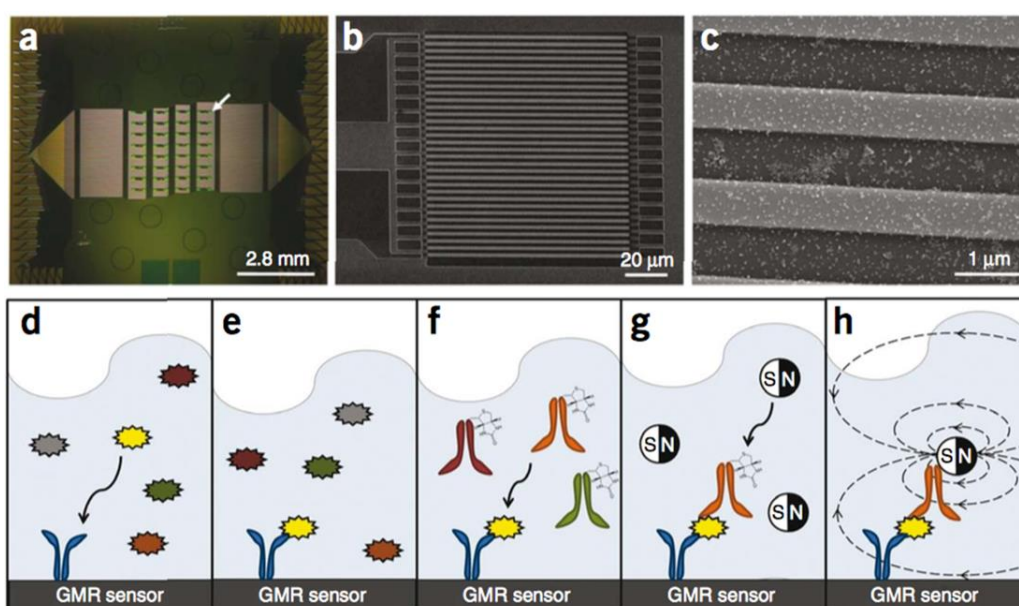 a
2.8 mm
b
20 μm
c
1 μm
d
GMR sensor
e
GMR sensor
f
GMR sensor
g
S N
S N
S N
GMR sensor
h
S N
GMR sensor